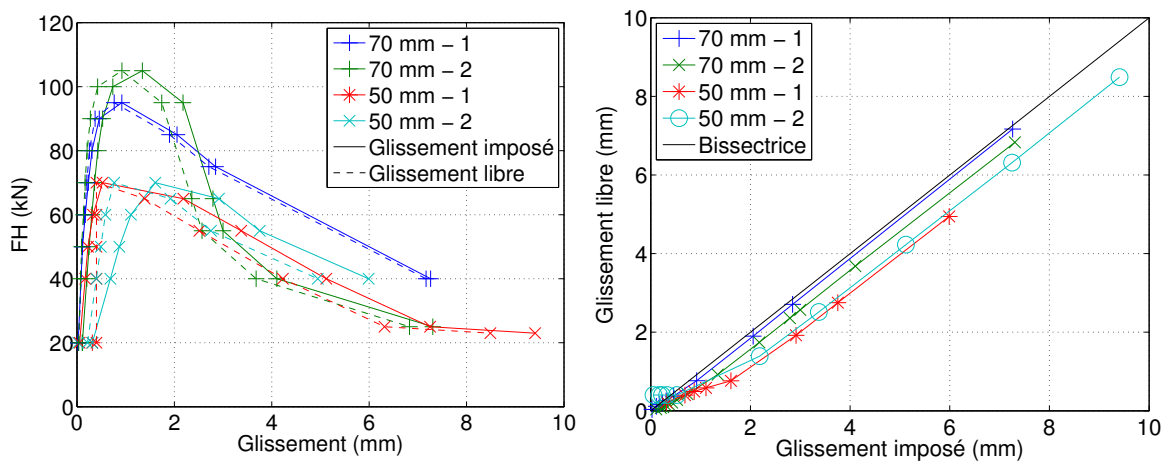 120
100
80
60
40
20
0
FH (kN)
0 2 4 6 8 10
Glissement (mm)
70 mm − 1
70 mm − 2
50 mm − 1
50 mm − 2
Glissement imposé
Glissement libre
10
8
6
4
2
0
Glissement libre (mm)
0 2 4 6 8 10
Glissement imposé (mm)
70 mm − 1
70 mm − 2
50 mm − 1
50 mm − 2
Bissectrice